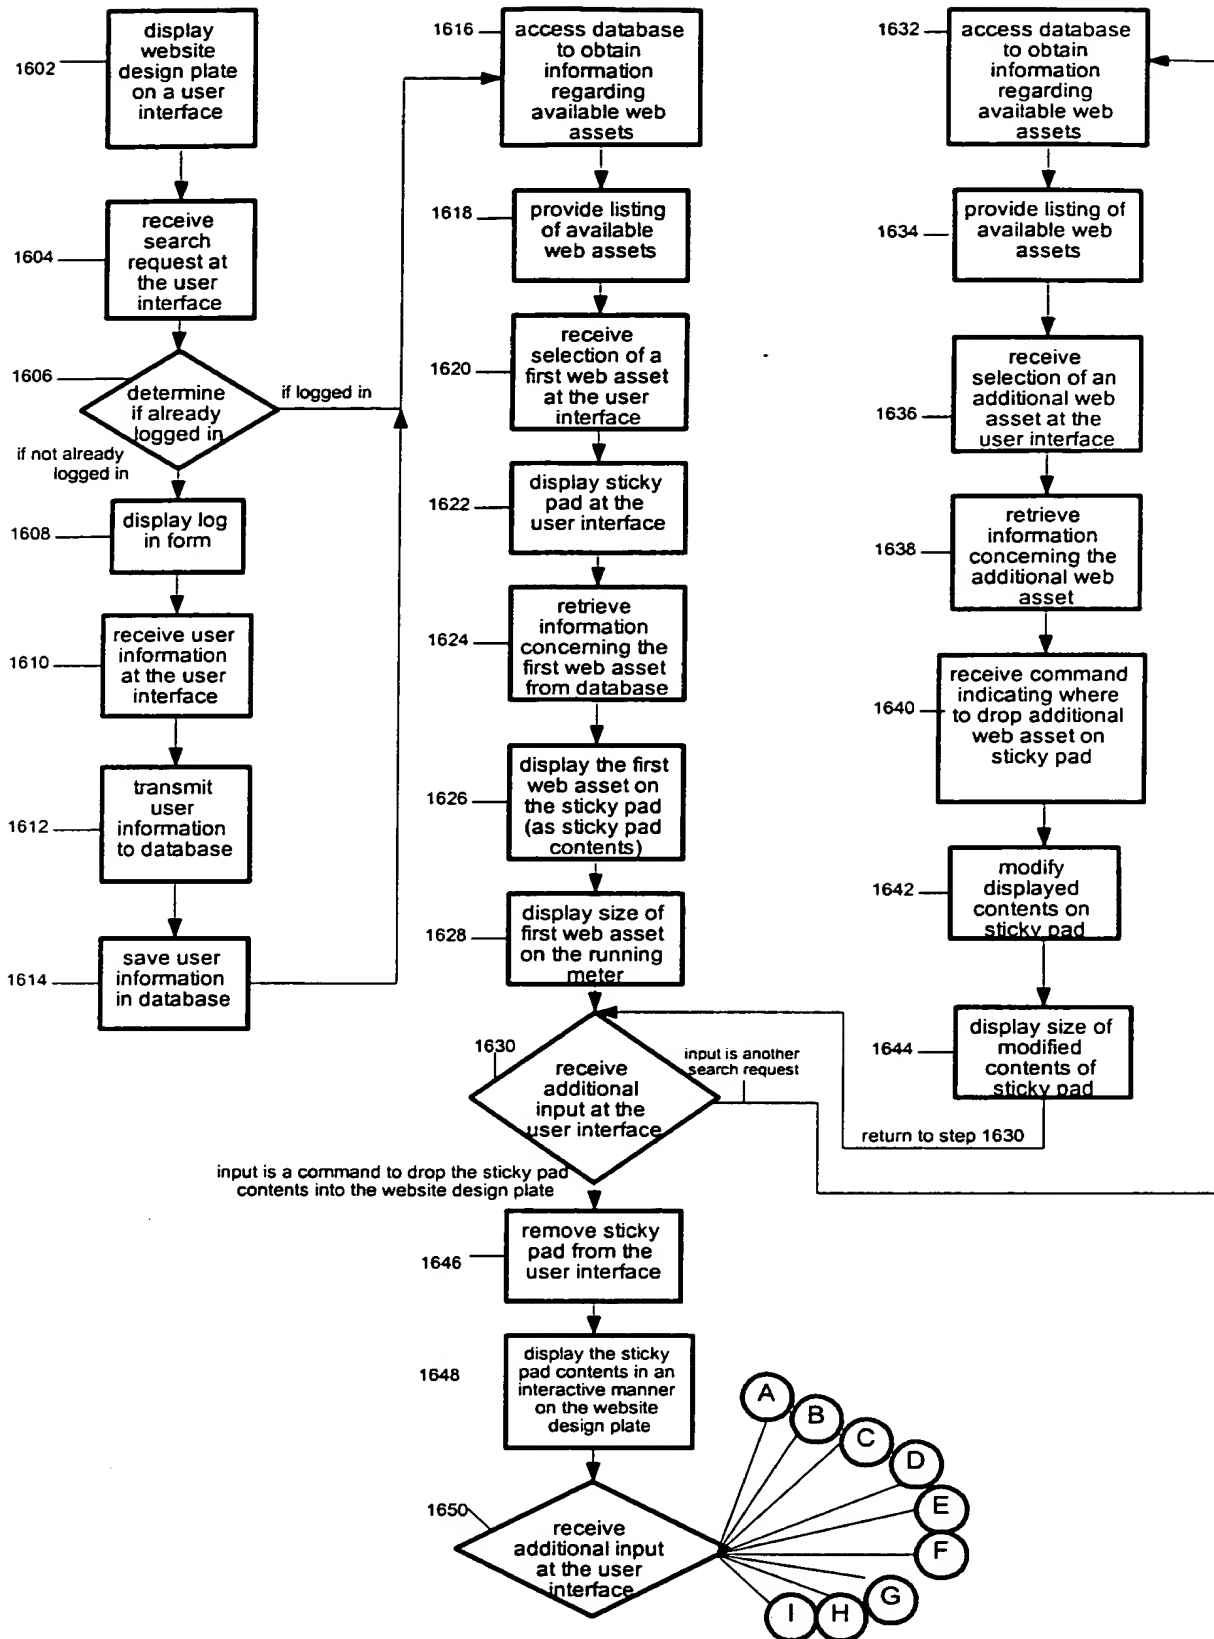 1602
display
website
design plate
on a user
interface
1604
receive
search
request at
the user
interface
1606
determine
if already
logged in
if logged in
if not already
logged in
1608
display log
in form
1610
receive user
information
at the user
interface
1612
transmit
user
information
to database
1614
save user
information
in database
1616
access database
to obtain
information
regarding
available web
assets
1618
provide listing
of available
web assets
1620
receive
selection of a
first web asset
at the user
interface
1622
display sticky
pad at the
user interface
1624
retrieve
information
concerning the
first web asset
from database
1626
display the first
web asset on
the sticky pad
(as sticky pad
contents)
1628
display size of
first web asset
on the running
meter
1630
receive
additional
input at the
user interface
input is another
search request
input is a command to drop the sticky pad
contents into the website design plate
1632
access database
to obtain
information
regarding
available web
assets
1634
provide listing of
available web
assets
1636
receive
selection of an
additional web
asset at the
user interface
1638
retrieve
information
concerning the
additional web
asset
1640
receive command
indicating where
to drop additional
web asset on
sticky pad
1642
modify
displayed
contents on
sticky pad
1644
display size of
modified
contents of
sticky pad
return to step 1630
1646
remove sticky
pad from the
user interface
1648
display the sticky
pad contents in an
interactive manner
on the website
design plate
1650
receive
additional input
at the user
interface
A
B
C
D
E
F
G
H
I